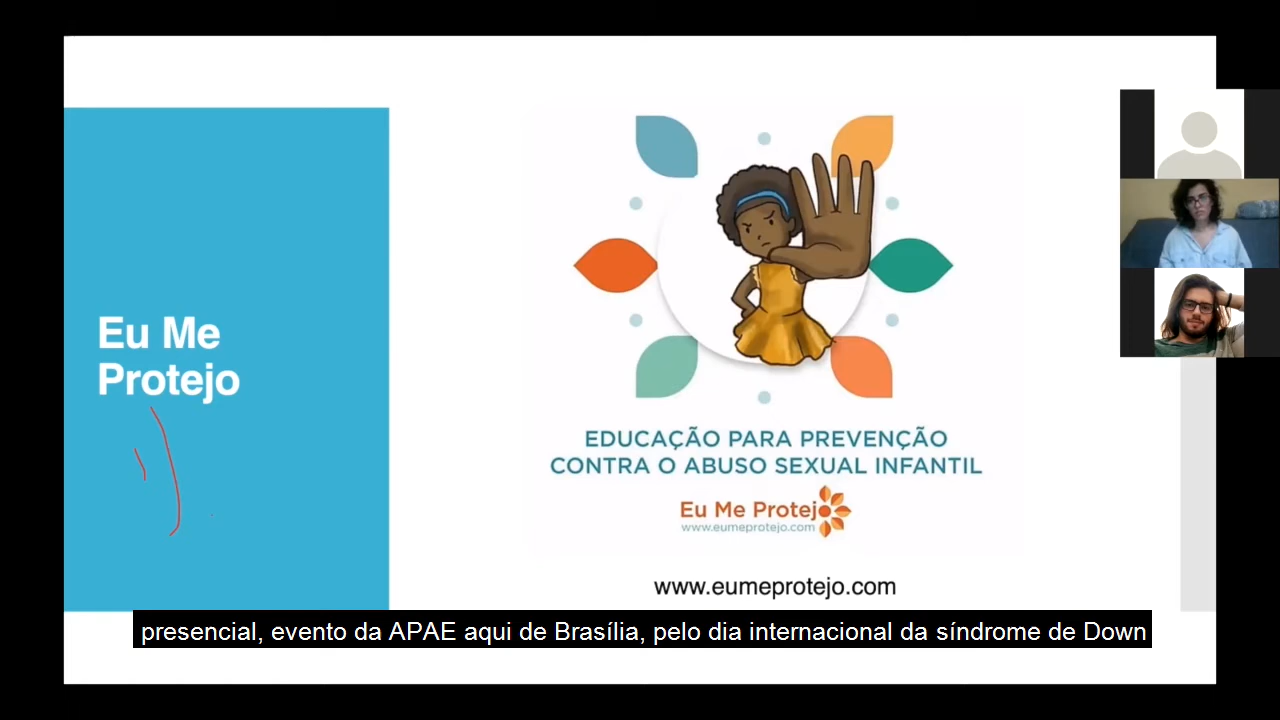 Eu Me
Protejo
EDUCAÇÃO PARA PREVENÇÃO
CONTRA O ABUSO SEXUAL INFANTIL
Eu Me Protejo
www.eumeprotejo.com
www.eumeprotejo.com
presencial, evento da APAE aqui de Brasília, pelo dia internacional da síndrome de Down